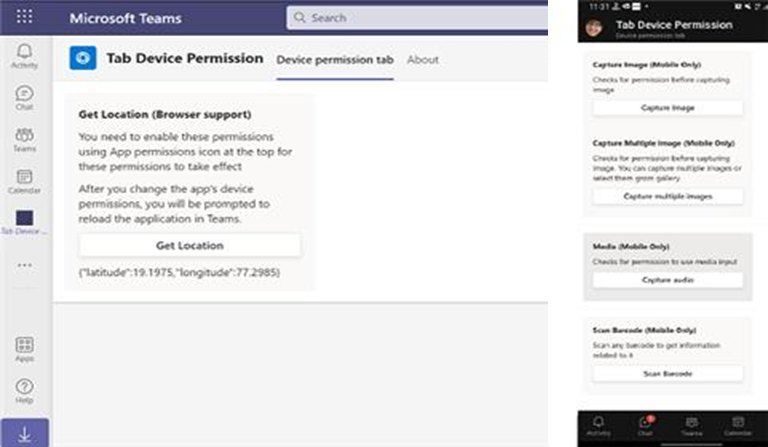 Microsoft Teams
Search
Activity
Chat
Teams
Calendar
Tab Device ...
Apps
Help
Tab Device Permission
Device permission tab
About
Get Location (Browser support)
You need to enable these permissions
using App permissions icon at the top for
these permissions to take effect
After you change the app's device
permissions, you will be prompted to
reload the application in Teams.
Get Location
{"latitude":19.1975,"longitude":77.2985}
11:31
Tab Device Permission
Device permission tab
Capture Image (Mobile Only)
Checks for permission before capturing
image
Capture Image
Capture Multiple Image (Mobile Only)
Checks for permission before capturing
image. You can capture multiple images or
select them from gallery.
Capture multiple images
Media (Mobile Only)
Checks for permission to use media input
Capture audio
Scan Barcode (Mobile Only)
Scan any barcode to get information
related to it
Scan Barcode
Activity
Chat
Teams
Calendar